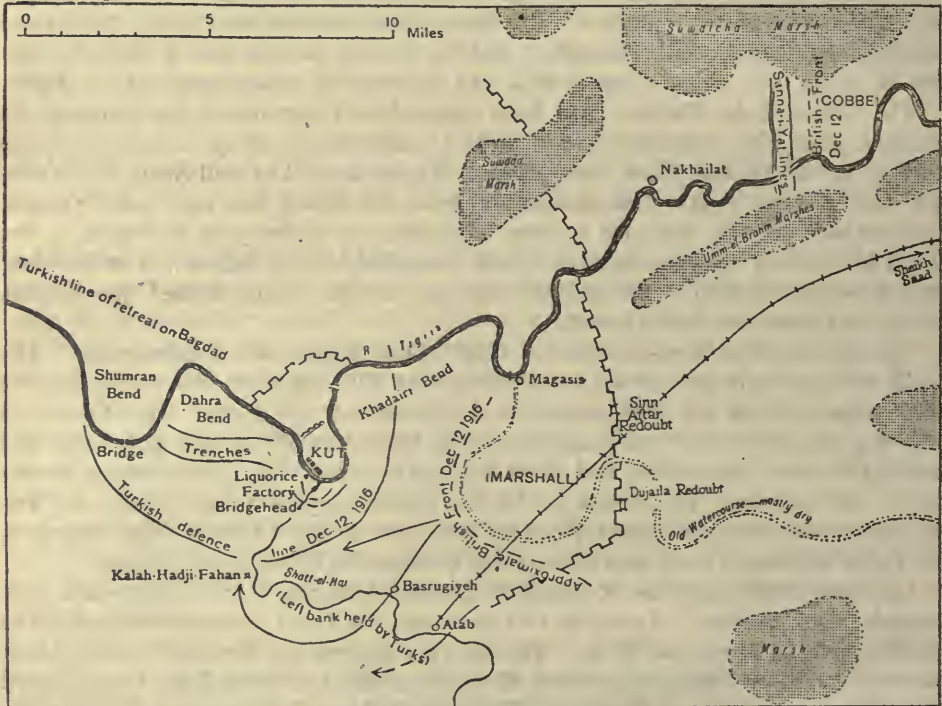 0 5 10
Miles
Suwaicha Marsh
Sanna-i-Yat lines
British Front
Dec 12
(COBBE)
Suwada
Marsh
Nakhailat
Umm-el-Brahm Marshes
Sheikh
Saad
Turkish line of retreat on Bagdad
R Tigris
Shumran
Bend
Dahra
Bend
Khadairi Bend
Magasis
Sinn
Aftar
Redoubt
Bridge
Trenches
KUT
Liquorice
Factory
Bridgehead
(MARSHALL)
Dujaila Redoubt
Old Watercourse—mostly dry
Turkish defence line Dec. 12, 1916
Approximate British Front Dec 12 1916
Kalah-Hadji-Fahan
Shatt-el-Hai
Basrugiyeh
(Left bank held by Turks)
Atab
Marsh